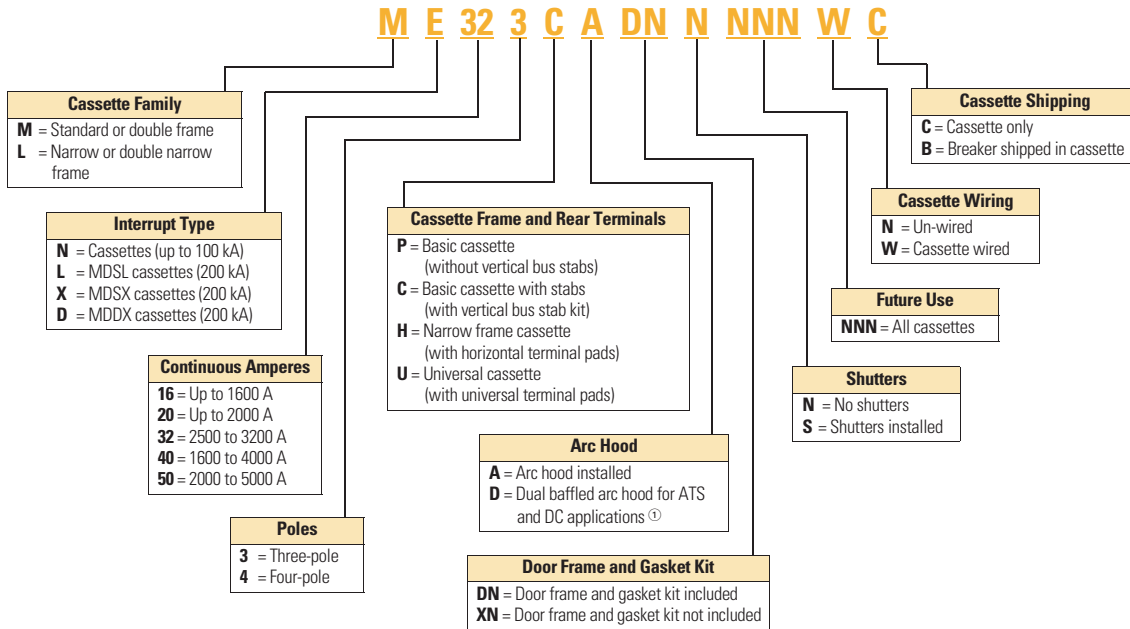 M E 32 3 C A DN N NNN W C
Cassette Family
M = Standard or double frame
L = Narrow or double narrow
frame
Cassette Shipping
C = Cassette only
B = Breaker shipped in cassette
Interrupt Type
N = Cassettes (up to 100 kA)
L = MDSL cassettes (200 kA)
X = MDSX cassettes (200 kA)
D = MDDX cassettes (200 kA)
Cassette Frame and Rear Terminals
P = Basic cassette
(without vertical bus stabs)
C = Basic cassette with stabs
(with vertical bus stab kit)
H = Narrow frame cassette
(with horizontal terminal pads)
U = Universal cassette
(with universal terminal pads)
Cassette Wiring
N = Un-wired
W = Cassette wired
Future Use
NNN = All cassettes
Continuous Amperes
16 = Up to 1600 A
20 = Up to 2000 A
32 = 2500 to 3200 A
40 = 1600 to 4000 A
50 = 2000 to 5000 A
Shutters
N = No shutters
S = Shutters installed
Arc Hood
A = Arc hood installed
D = Dual baffled arc hood for ATS
and DC applications ①
Poles
3 = Three-pole
4 = Four-pole
Door Frame and Gasket Kit
DN = Door frame and gasket kit included
XN = Door frame and gasket kit not included